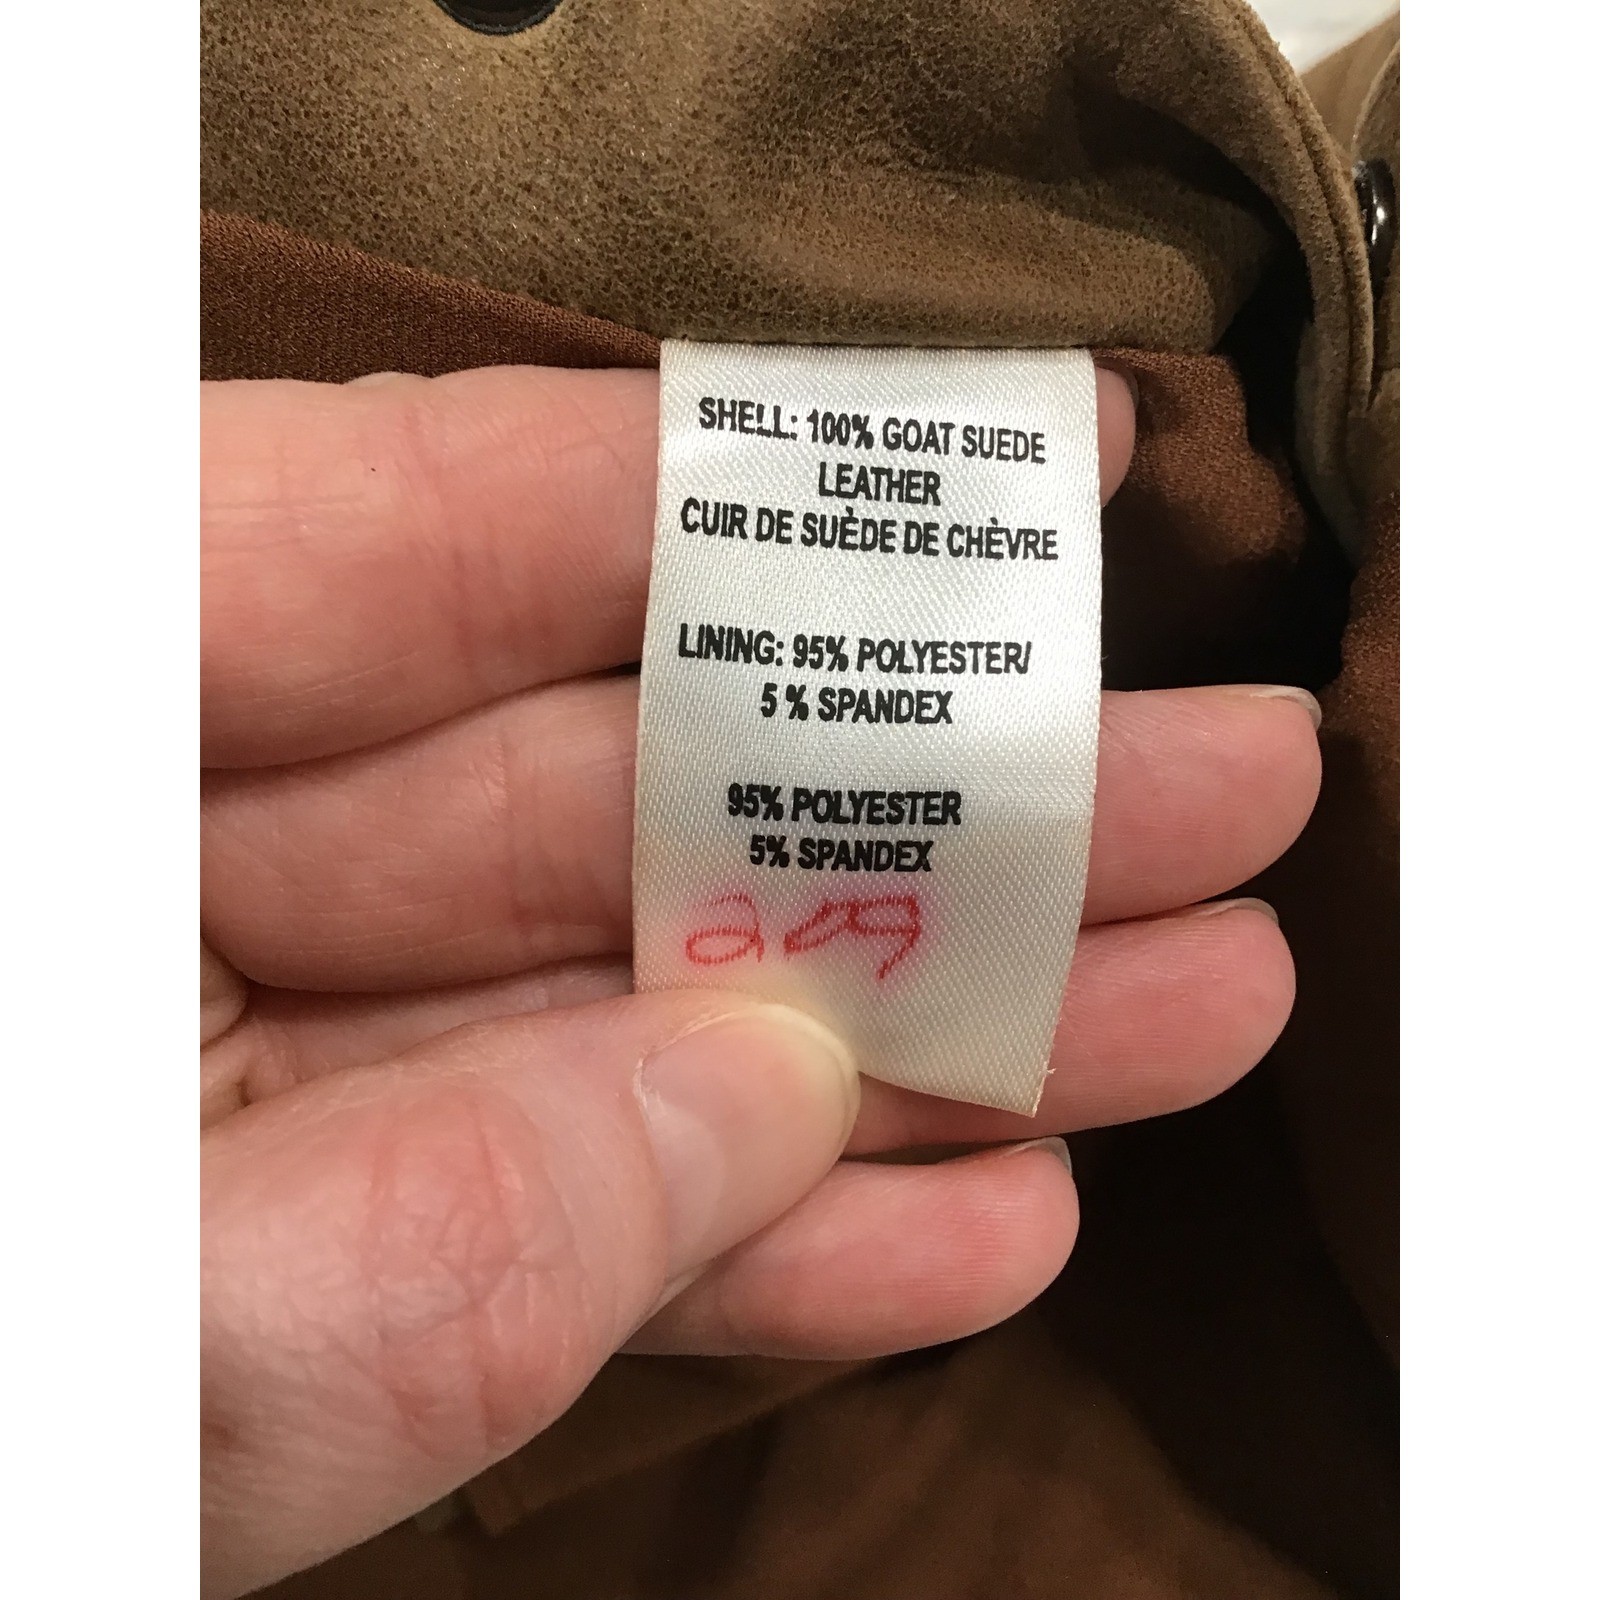 SHELL: 100% GOAT SUEDE
LEATHER
CUIR DE SUÈDE DE CHÈVRE
LINING: 95% POLYESTER/
5 % SPANDEX
95% POLYESTER
5% SPANDEX